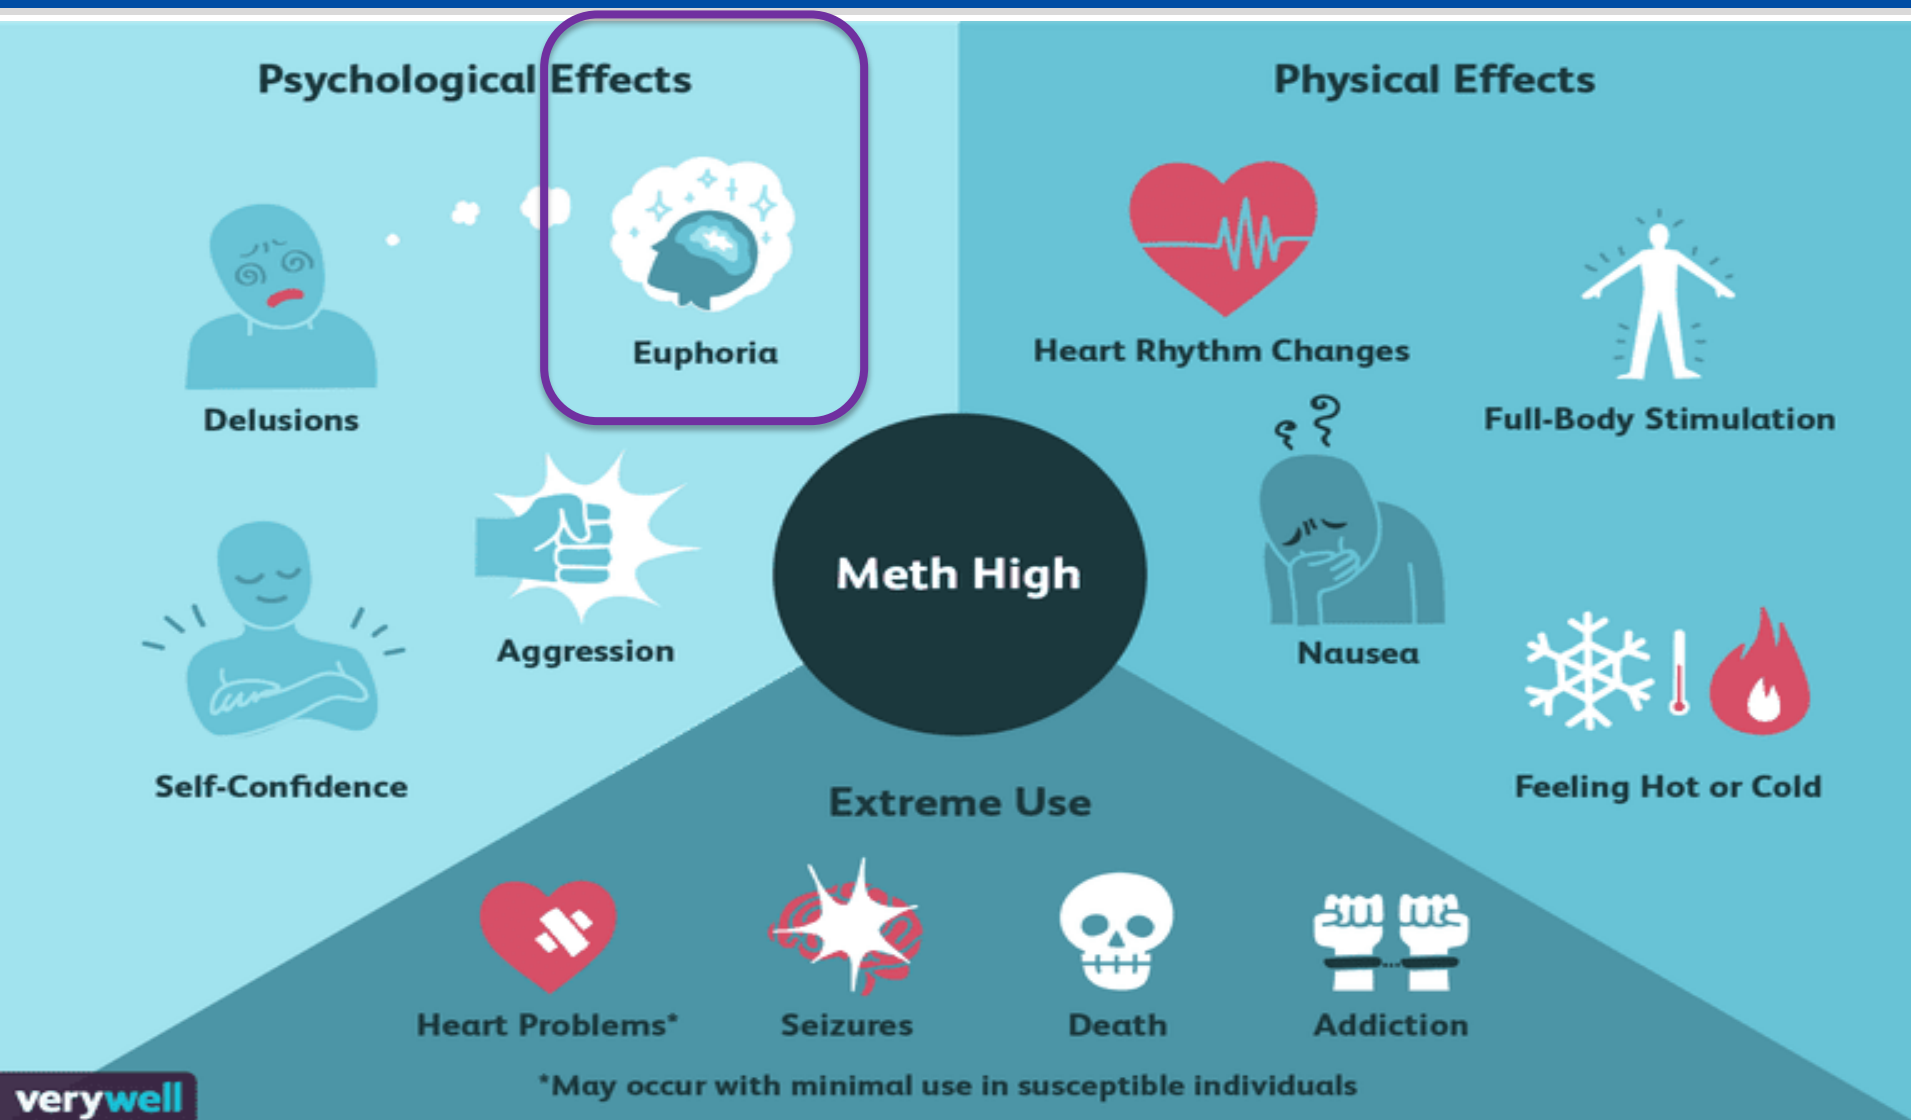 Psychological Effects
Delusions
Euphoria
Self-Confidence
Aggression
Physical Effects
Heart Rhythm Changes
Full-Body Stimulation
Nausea
Feeling Hot or Cold
Meth High
Extreme Use
Heart Problems*
Seizures
Death
Addiction
*May occur with minimal use in susceptible individuals
verywell